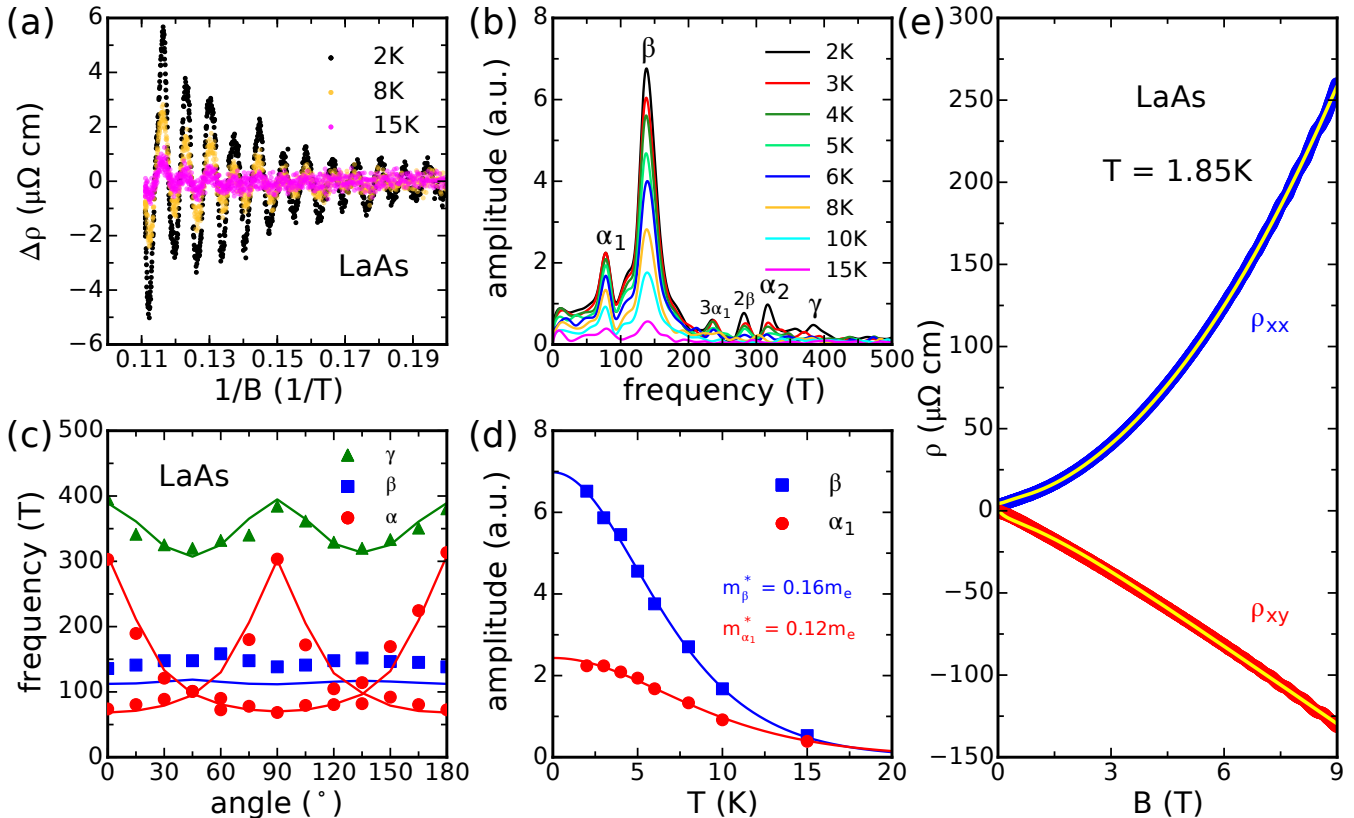 (a)
6
4
2
0
−2
−4
−6
Δρ (μΩ cm)
2K
8K
15K
LaAs
0.11 0.13 0.15 0.17 0.19
1/B (1/T)
(b)
8
6
4
2
0
amplitude (a.u.)
β
α1
3α1
2β
α2
γ
2K
3K
4K
5K
6K
8K
10K
15K
0 100 200 300 400 500
frequency (T)
(c)
500
400
300
200
100
0
frequency (T)
LaAs
γ
β
α
0 30 60 90 120 150 180
angle (°)
(d)
8
6
4
2
0
amplitude (a.u.)
β
α1
m*β = 0.16me
m*α1 = 0.12me
0 5 10 15 20
T (K)
(e)
300
250
200
150
100
50
0
−50
−100
−150
ρ (μΩ cm)
LaAs
T = 1.85K
ρxx
ρxy
0 3 6 9
B (T)